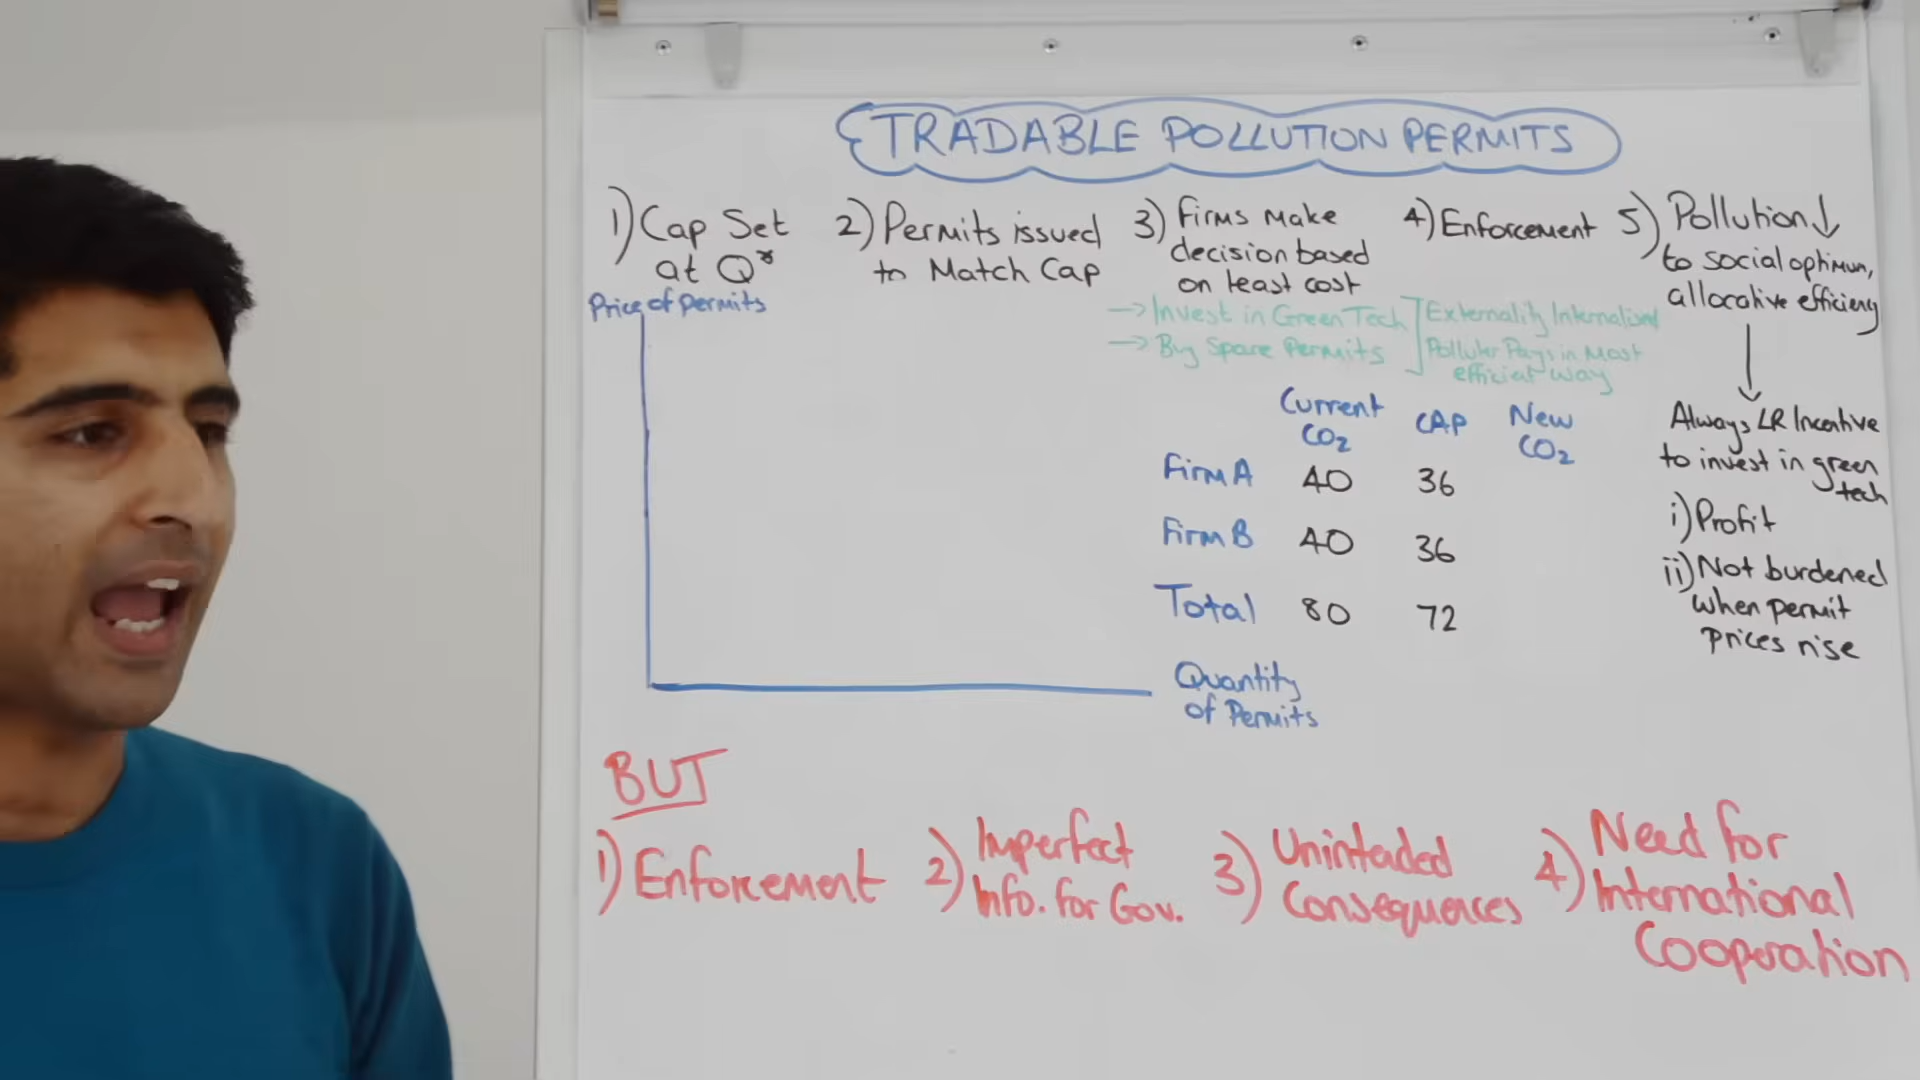 TRADABLE POLLUTION PERMITS
1) Cap Set
at Q*
2) Permits issued
to Match Cap
3) Firms make
decision based
on least cost
→ Invest in Green Tech
→ Buy Spare Permits
Externality Internalised
Polluter Pays in Most
efficient way
4) Enforcement
5) Pollution↓
to social optimum,
allocative efficiency
Always LR Incentive
to invest in green
tech
i) Profit
ii) Not burdened
when permit
prices rise
Price of permits
Quantity
of Permits
Current CO₂ CAP New CO₂
Firm A 40 36
Firm B 40 36
Total 80 72
BUT
1) Enforcement
2) Imperfect
Info. for Gov.
3) Unintended
Consequences
4) Need for
International
Cooperation